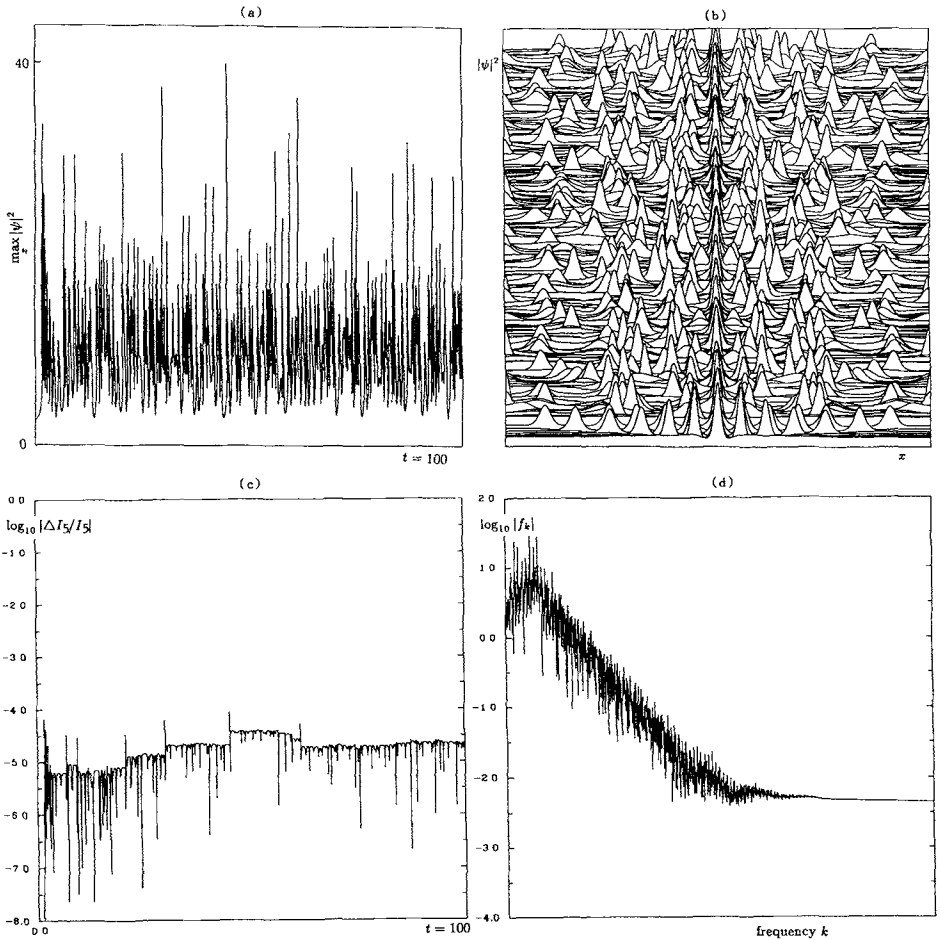 (a)
40
max |ψ|²
x
0
t = 100
(b)
|ψ|²
x
(c)
0 0
log₁₀ |ΔI₅/I₅|
-1 0
-2 0
-3 0
-4.0
-5.0
-6 0
-7 0
-8.0
0 0
t = 100
(d)
2 0
log₁₀ |fₖ|
1 0
0 0
-1 0
-2 0
-3 0
-4.0
frequency k